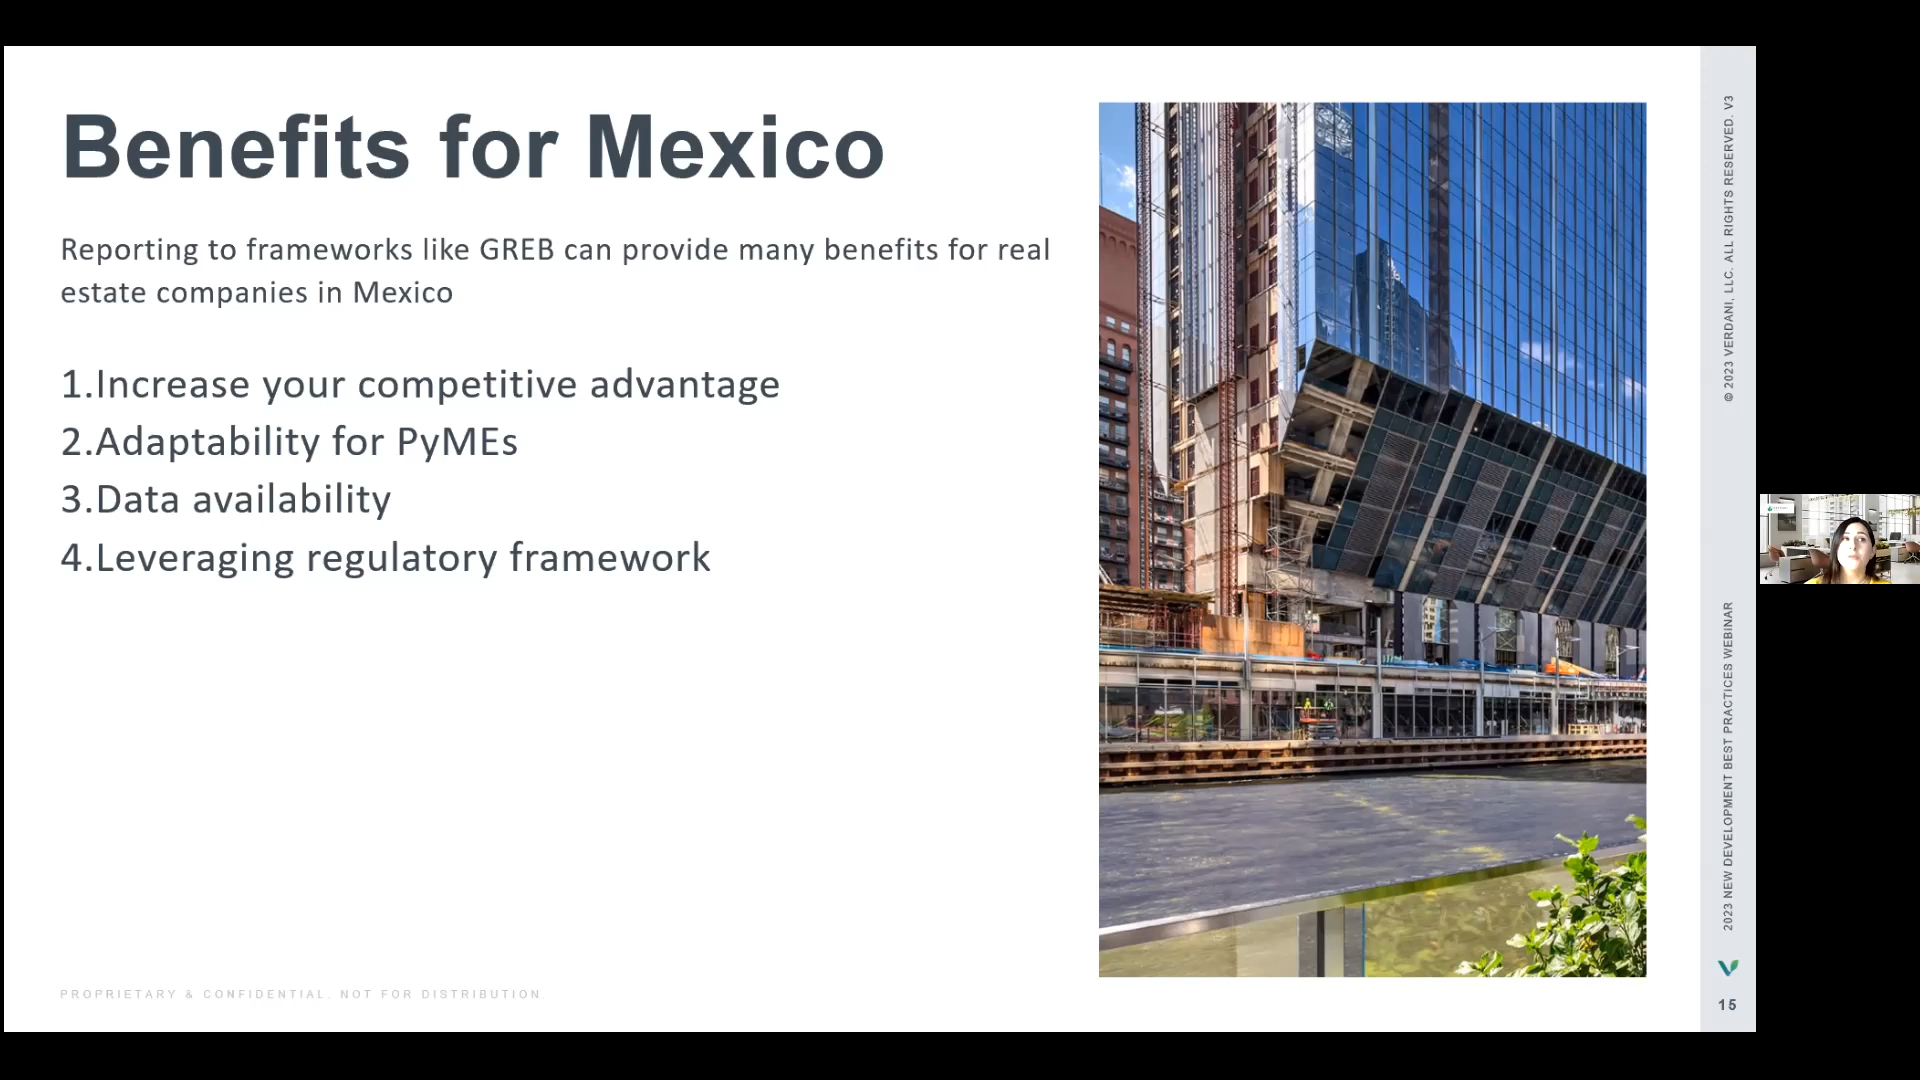 Benefits for Mexico
Reporting to frameworks like GREB can provide many benefits for real
estate companies in Mexico
1.Increase your competitive advantage
2.Adaptability for PyMEs
3.Data availability
4.Leveraging regulatory framework
PROPRIETARY & CONFIDENTIAL. NOT FOR DISTRIBUTION
© 2023 VERDANI, LLC. ALL RIGHTS RESERVED. V3
2023 NEW DEVELOPMENT BEST PRACTICES WEBINAR
15